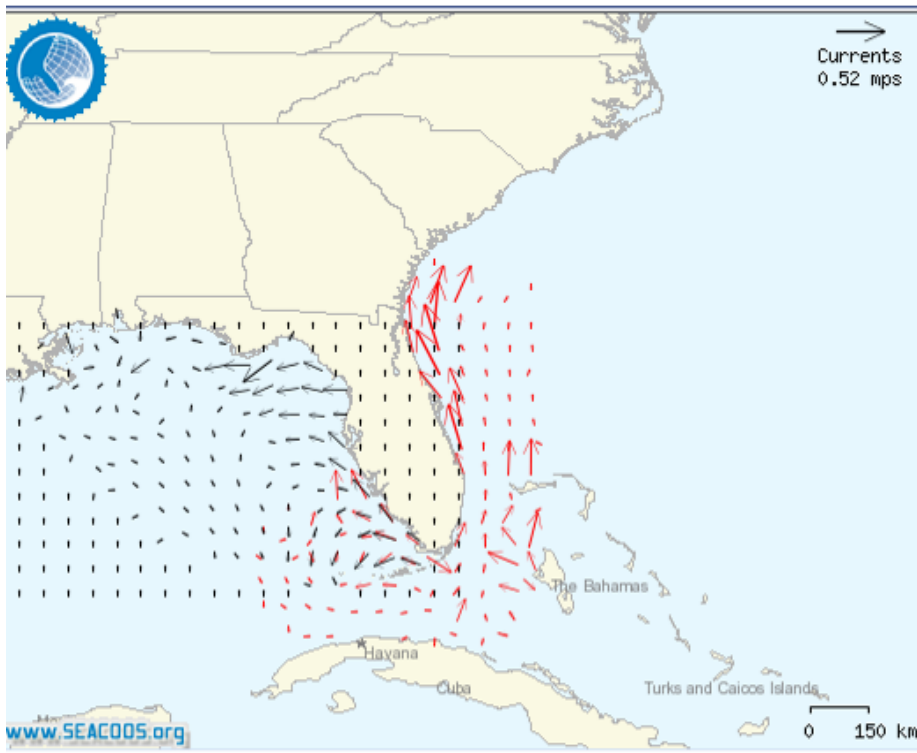 Currents
0.52 mps
The Bahamas
Havana
Cuba
Turks and Caicos Islands
www.SEACOOS.org
0 150 km